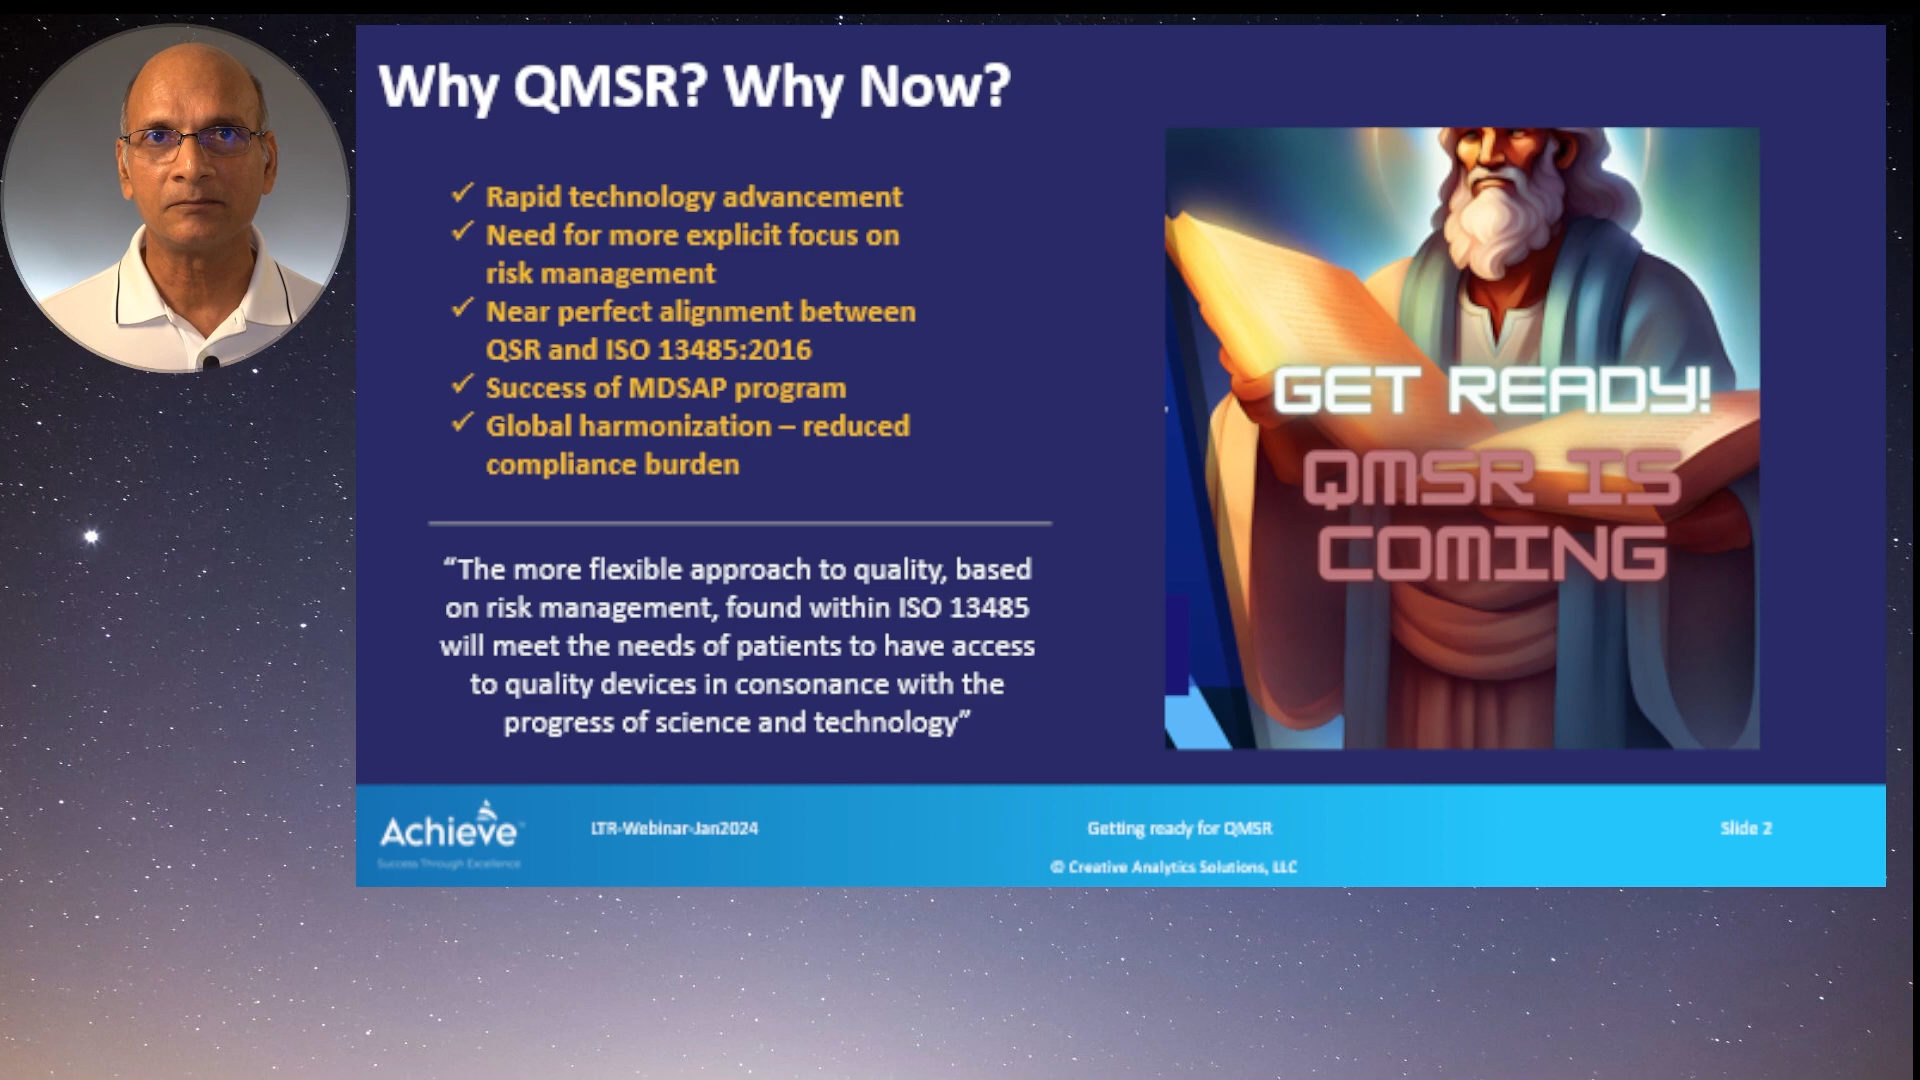 Why QMSR? Why Now?
✓ Rapid technology advancement
✓ Need for more explicit focus on
risk management
✓ Near perfect alignment between
QSR and ISO 13485:2016
✓ Success of MDSAP program
✓ Global harmonization – reduced
compliance burden
“The more flexible approach to quality, based
on risk management, found within ISO 13485
will meet the needs of patients to have access
to quality devices in consonance with the
progress of science and technology”
GET READY!
QMSR IS
COMING
Achieve™
Success Through Excellence
LTR-Webinar-Jan2024
Getting ready for QMSR
© Creative Analytics Solutions, LLC
Slide 2